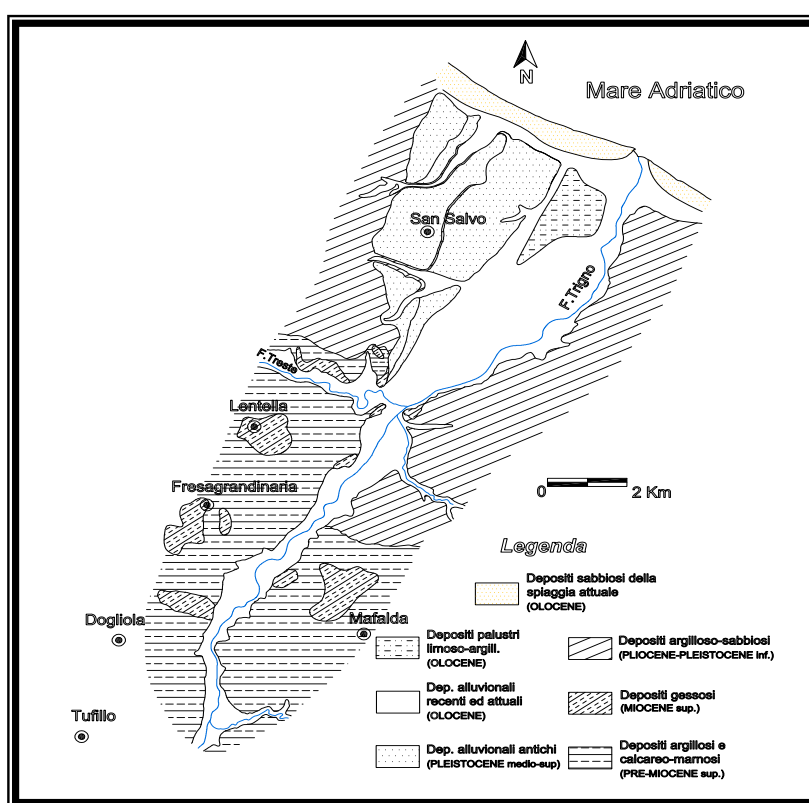 N
Mare Adriatico
San Salvo
F. Trigno
F. Treste
Lentella
Fresagrandinaria
0 2 Km
Legenda
Depositi sabbiosi della
spiaggia attuale
(OLOCENE)
Dogliola
Mafalda
Tufillo
Depositi palustri
limoso-argill.
(OLOCENE)
Dep. alluvionali
recenti ed attuali
(OLOCENE)
Dep. alluvionali antichi
(PLEISTOCENE medio-sup)
Depositi argilloso-sabbiosi
(PLIOCENE-PLEISTOCENE inf.)
Depositi gessosi
(MIOCENE sup.)
Depositi argillosi e
calcareo-marnosi
(PRE-MIOCENE sup.)